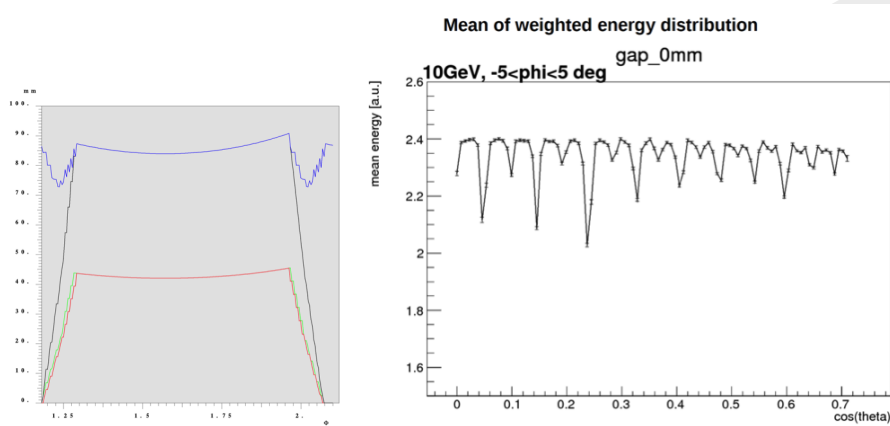 Mean of weighted energy distribution
gap_0mm
10GeV, -5<phi<5 deg
mean energy [a.u.]
2.6
2.4
2.2
2
1.8
1.6
0 0.1 0.2 0.3 0.4 0.5 0.6 0.7
cos(theta)
mm
100.
90.
80.
70.
60.
50.
40.
30.
20.
10.
0.
1.25 1.5 1.75 2.